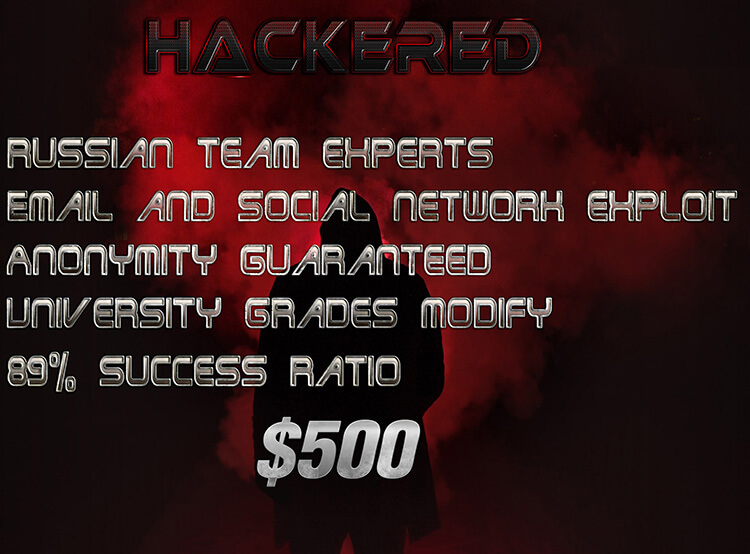 HACKERED
RUSSIAN TEAM EXPERTS
EMAIL AND SOCIAL NETWORK EXPLOIT
ANONYMITY GUARANTEED
UNIVERSITY GRADES MODIFY
89% SUCCESS RATIO
$500